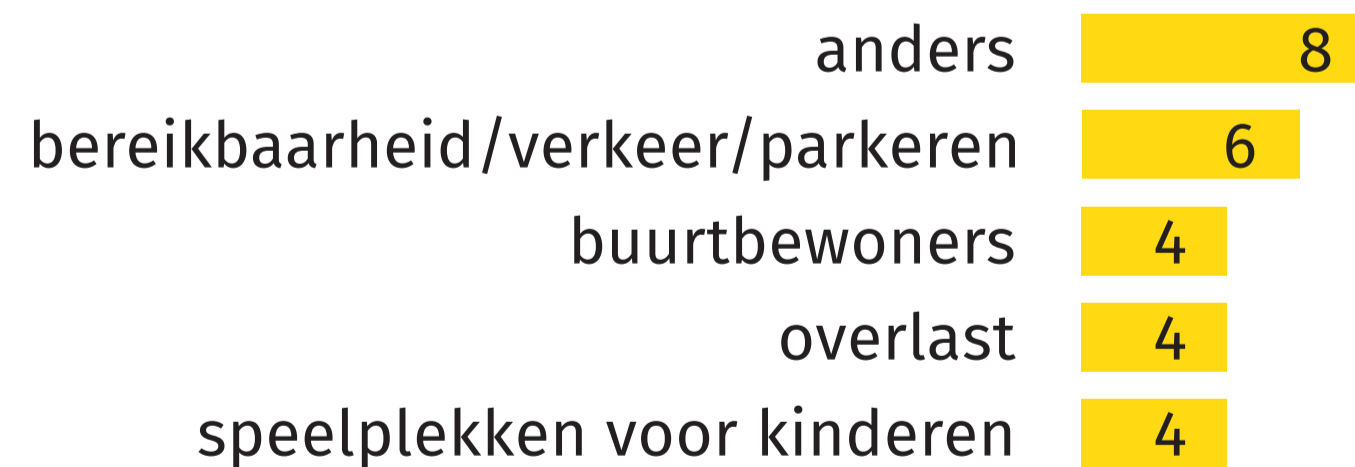 anders 8
bereikbaarheid/verkeer/parkeren 6
buurtbewoners 4
overlast 4
speelplekken voor kinderen 4